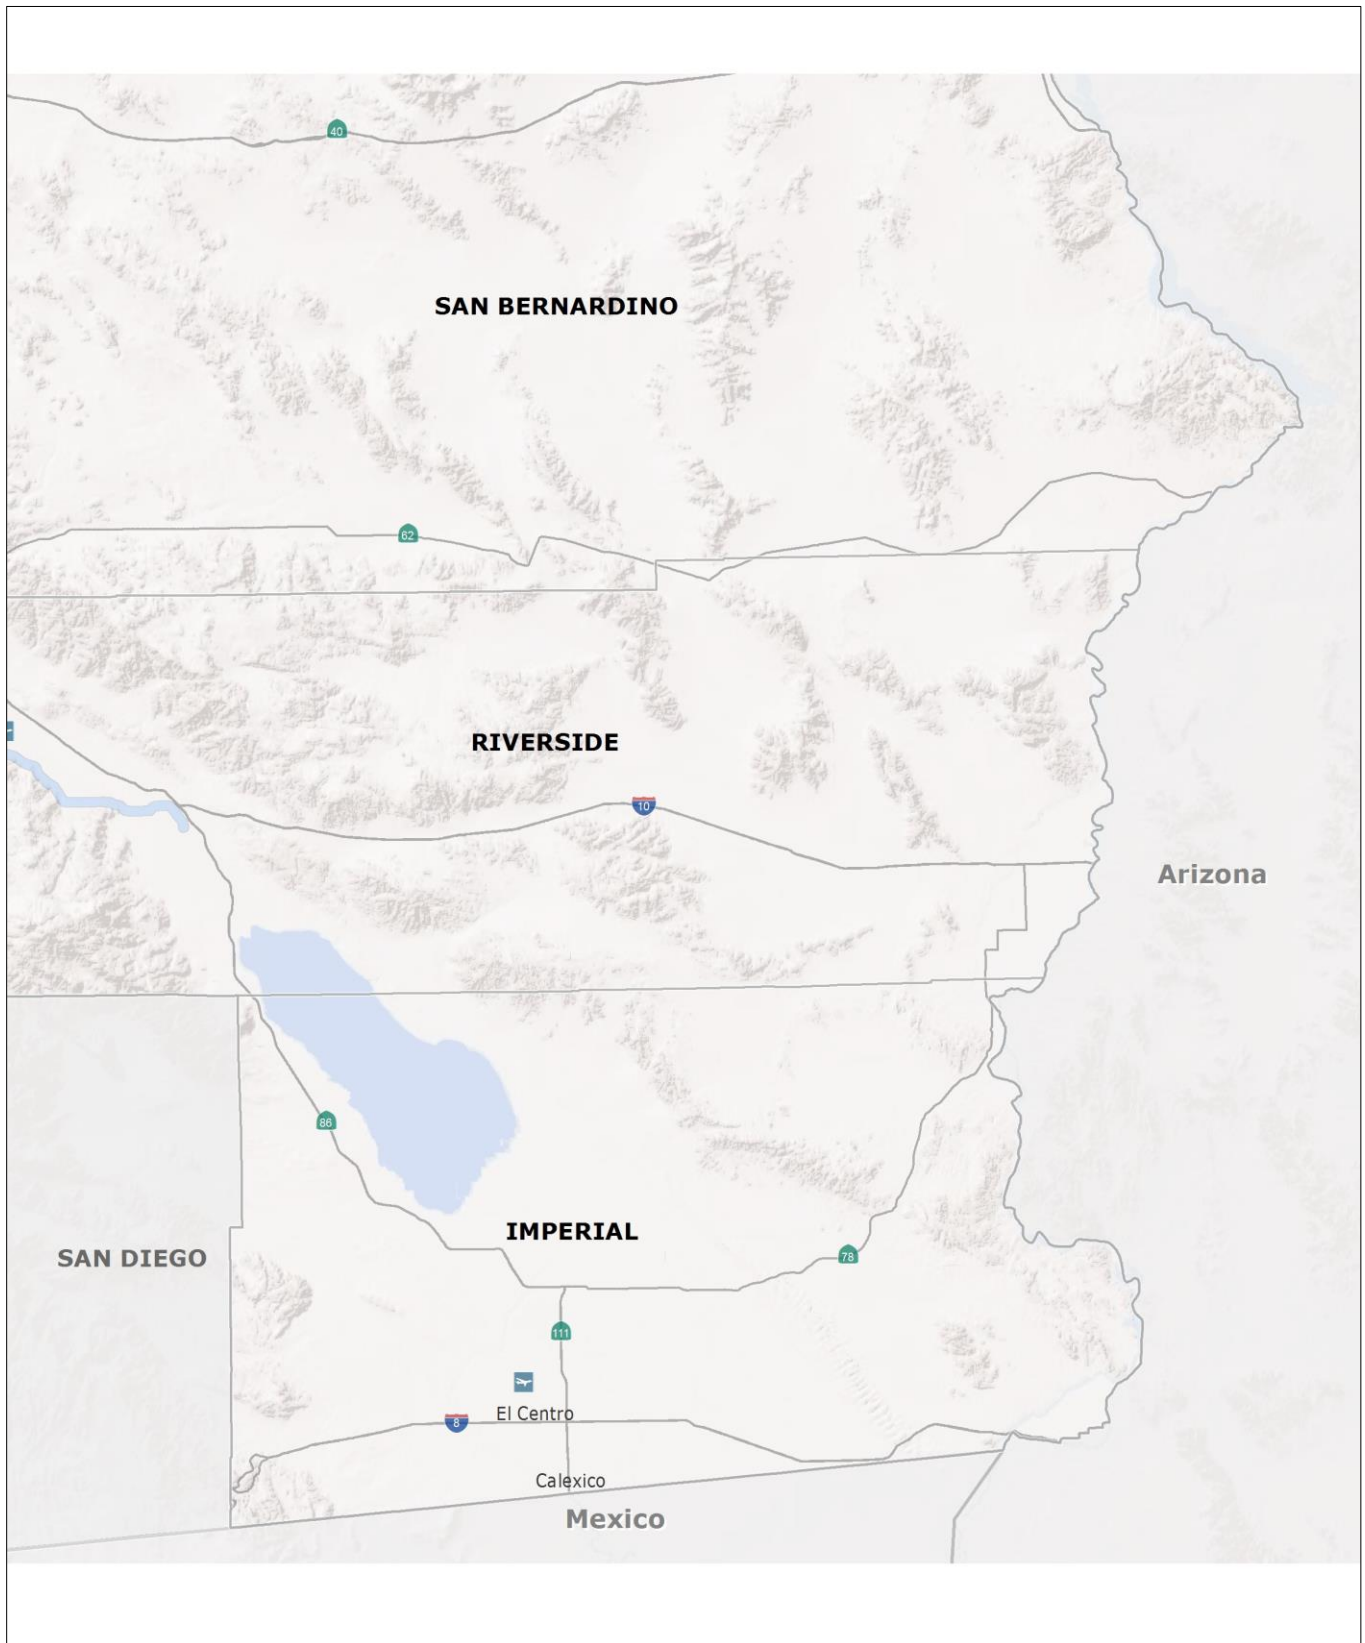 40
SAN BERNARDINO
62
RIVERSIDE
10
Arizona
86
IMPERIAL
78
SAN DIEGO
111
El Centro
8
Calexico
Mexico